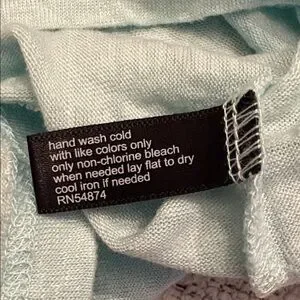 hand wash cold
with like colors only
only non-chlorine bleach
when needed lay flat to dry
cool iron if needed
RN54874